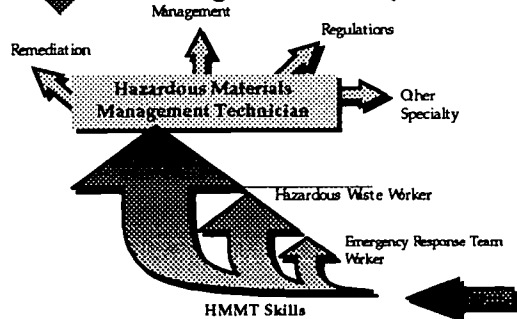 Management
Regulations
Remediation
Hazardous Materials
Management Technician
Other
Specialty
Hazardous Waste Worker
Emergency Response Team
Worker
HMMT Skills